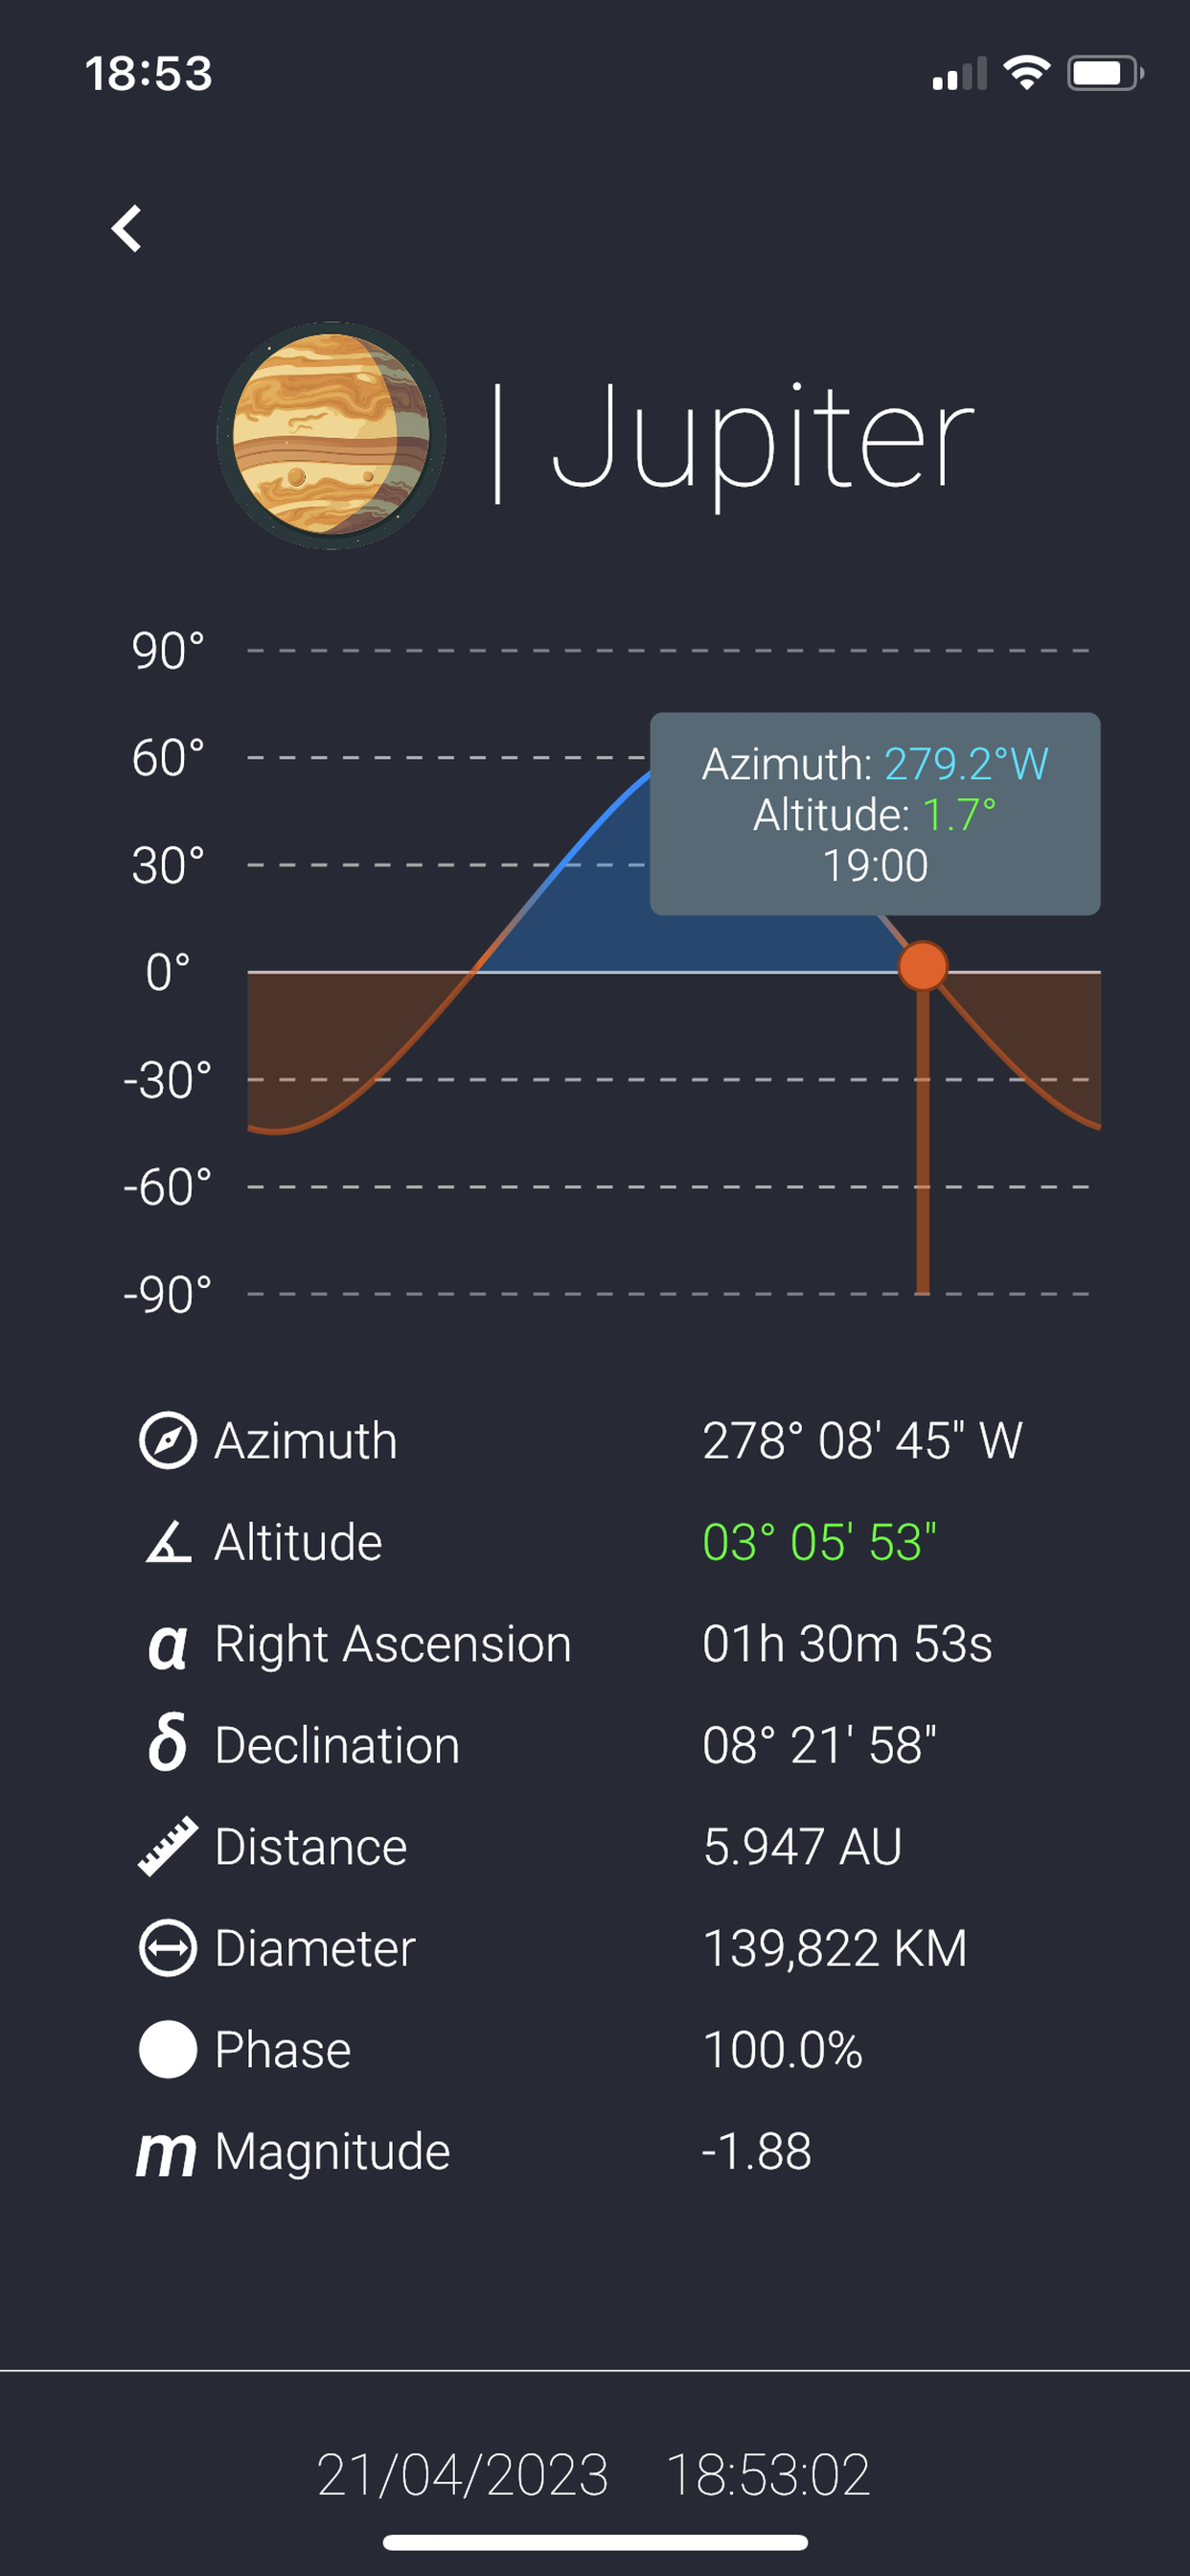 18:53
| Jupiter
90°
60°
Azimuth: 279.2°W
Altitude: 1.7°
30°
19:00
0°
-30°
-60°
-90°
Azimuth 278° 08' 45" W
Altitude 03° 05' 53"
α Right Ascension 01h 30m 53s
δ Declination 08° 21' 58"
Distance 5.947 AU
Diameter 139,822 KM
Phase 100.0%
m Magnitude -1.88
21/04/2023 18:53:02